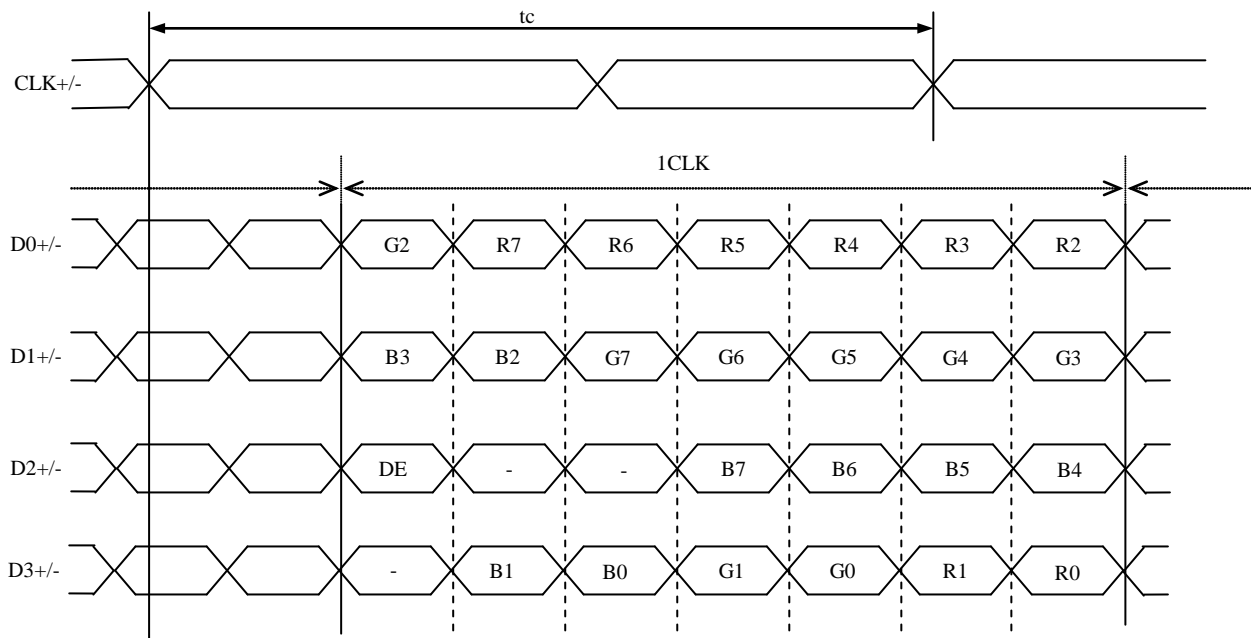 tc
CLK+/-
1CLK
D0+/- G2 R7 R6 R5 R4 R3 R2
D1+/- B3 B2 G7 G6 G5 G4 G3
D2+/- DE - - B7 B6 B5 B4
D3+/- - B1 B0 G1 G0 R1 R0